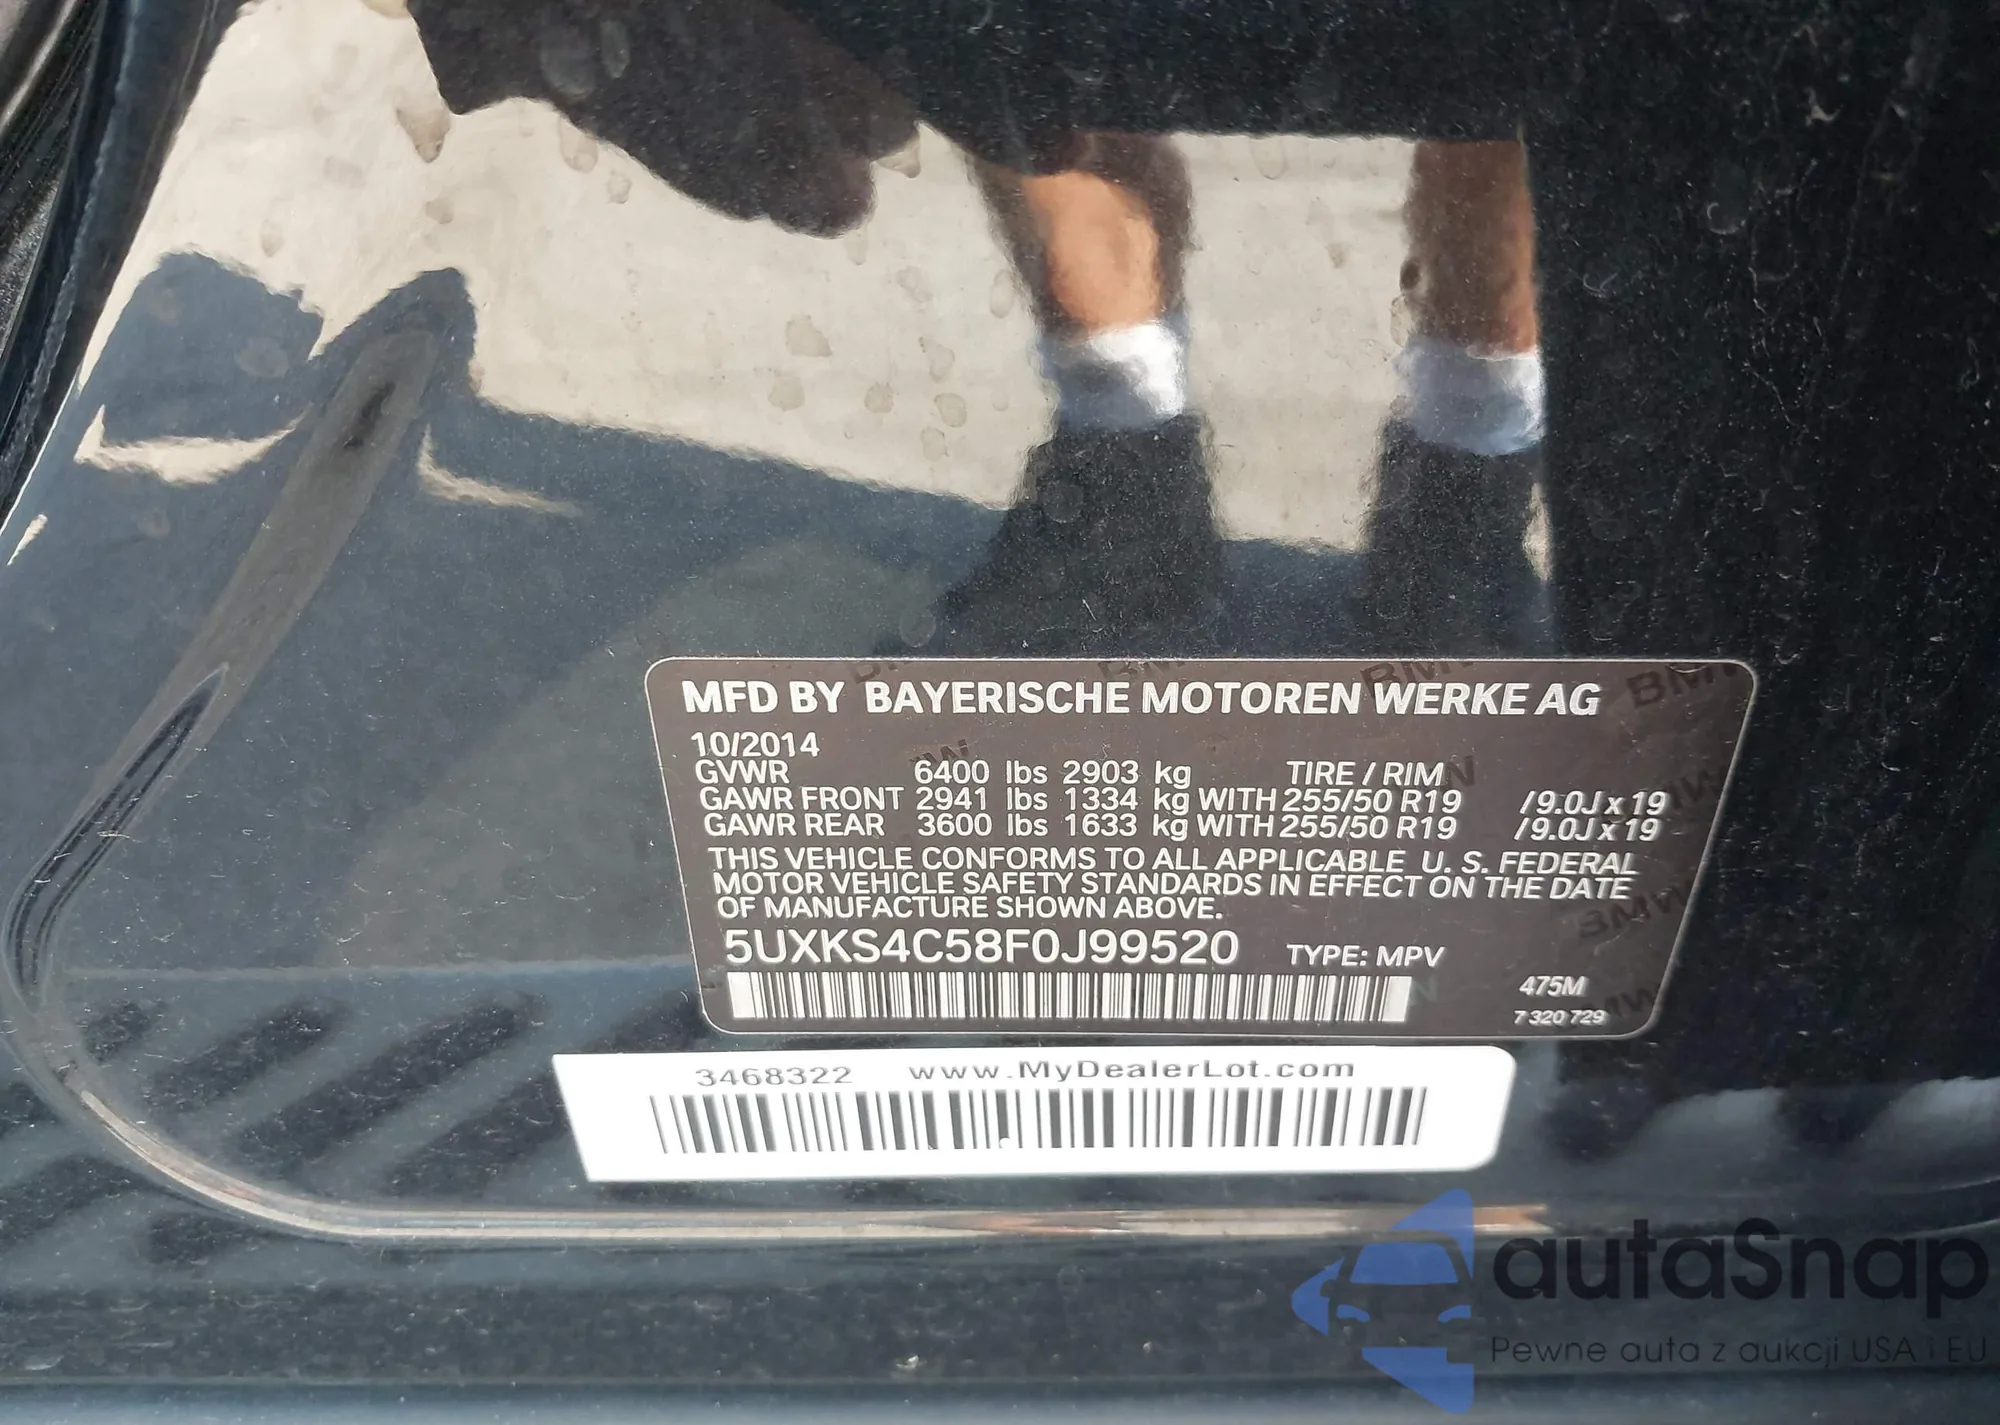 MFD BY BAYERISCHE MOTOREN WERKE AG
10/2014
GVWR 6400 lbs 2903 kg TIRE / RIM
GAWR FRONT 2941 lbs 1334 kg WITH 255/50 R19 /9.0J x 19
GAWR REAR 3600 lbs 1633 kg WITH 255/50 R19 /9.0J x 19
THIS VEHICLE CONFORMS TO ALL APPLICABLE U. S. FEDERAL
MOTOR VEHICLE SAFETY STANDARDS IN EFFECT ON THE DATE
OF MANUFACTURE SHOWN ABOVE.
5UXKS4C58F0J99520 TYPE: MPV
475M
7 320 729
3468322 www.MyDealerLot.com
autaSnap
Pewne auta z aukcji USA i EU